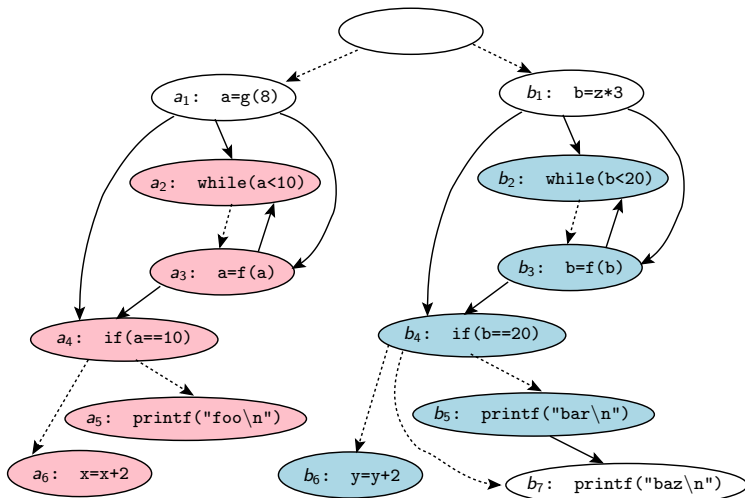 a₁: a=g(8)
b₁: b=z*3
a₂: while(a<10)
b₂: while(b<20)
a₃: a=f(a)
b₃: b=f(b)
a₄: if(a==10)
b₄: if(b==20)
a₅: printf("foo\n")
b₅: printf("bar\n")
a₆: x=x+2
b₆: y=y+2
b₇: printf("baz\n")